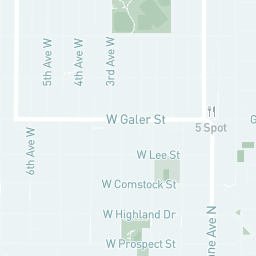 5th Ave W
4th Ave W
3rd Ave W
W Galer St
5 Spot
6th Ave W
W Lee St
W Comstock St
W Highland Dr
W Prospect St
Ave N